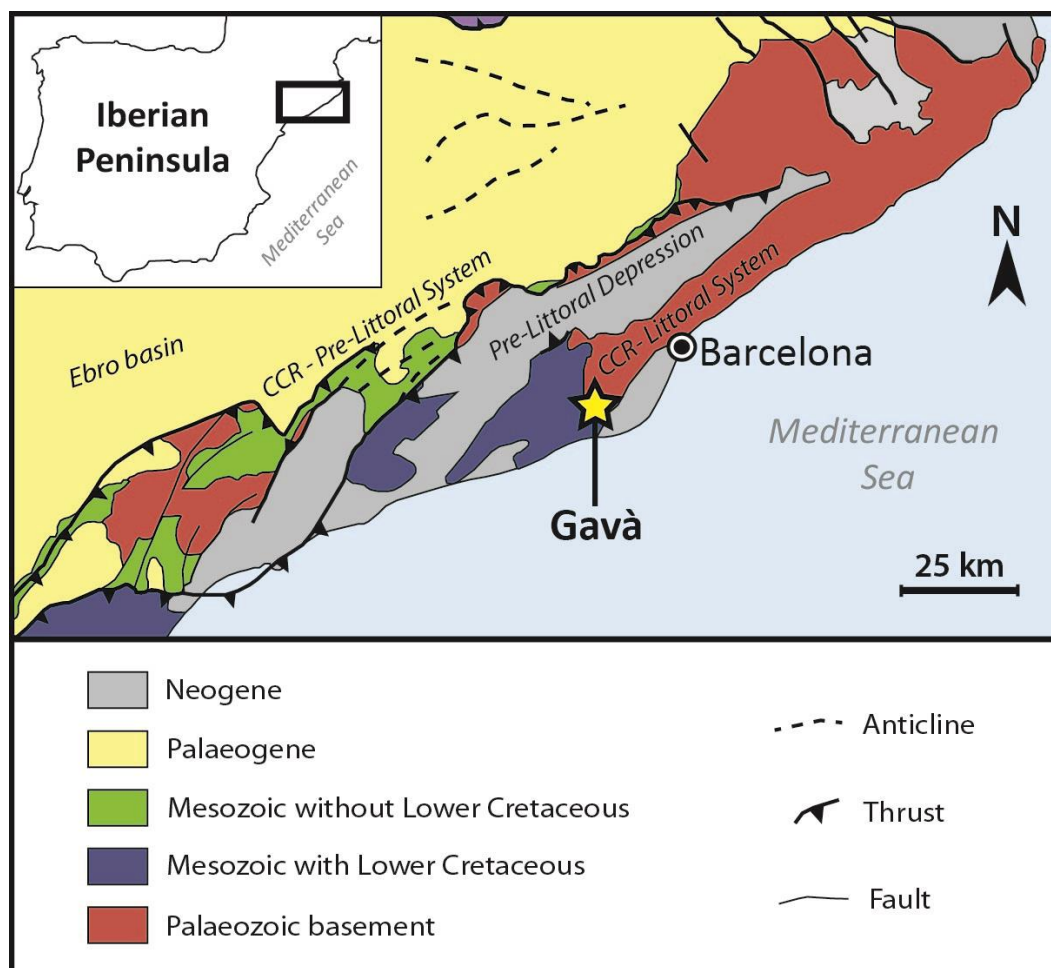 Iberian
Peninsula
Mediterranean
Sea
N
CCR - Pre-Littoral System
Pre-Littoral Depression
CCR- Littoral System
Ebro basin
Barcelona
Mediterranean
Sea
Gavà
25 km
Neogene
Palaeogene
Mesozoic without Lower Cretaceous
Mesozoic with Lower Cretaceous
Palaeozoic basement
Anticline
Thrust
Fault